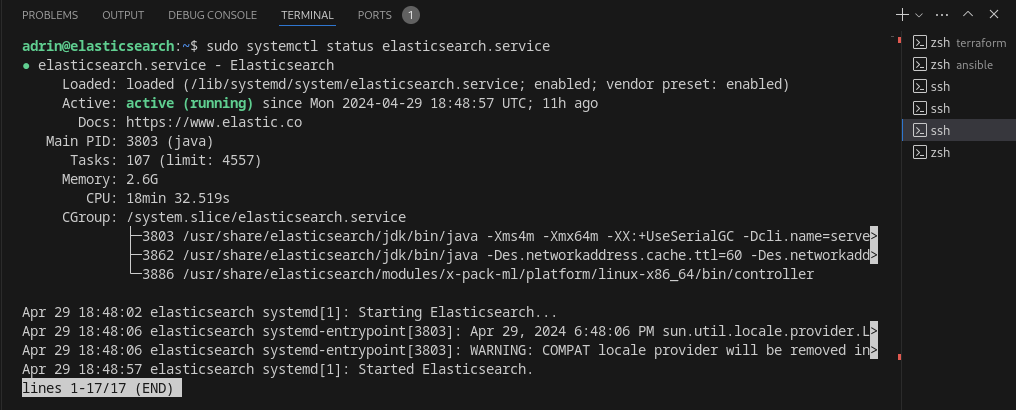 PROBLEMS OUTPUT DEBUG CONSOLE TERMINAL PORTS 1
adrin@elasticsearch:~$ sudo systemctl status elasticsearch.service
● elasticsearch.service - Elasticsearch
Loaded: loaded (/lib/systemd/system/elasticsearch.service; enabled; vendor preset: enabled)
Active: active (running) since Mon 2024-04-29 18:48:57 UTC; 11h ago
Docs: https://www.elastic.co
Main PID: 3803 (java)
Tasks: 107 (limit: 4557)
Memory: 2.6G
CPU: 18min 32.519s
CGroup: /system.slice/elasticsearch.service
├─3803 /usr/share/elasticsearch/jdk/bin/java -Xms4m -Xmx64m -XX:+UseSerialGC -Dcli.name=serve>
├─3862 /usr/share/elasticsearch/jdk/bin/java -Des.networkaddress.cache.ttl=60 -Des.networkadd>
└─3886 /usr/share/elasticsearch/modules/x-pack-ml/platform/linux-x86_64/bin/controller
Apr 29 18:48:02 elasticsearch systemd[1]: Starting Elasticsearch...
Apr 29 18:48:06 elasticsearch systemd-entrypoint[3803]: Apr 29, 2024 6:48:06 PM sun.util.locale.provider.L>
Apr 29 18:48:06 elasticsearch systemd-entrypoint[3803]: WARNING: COMPAT locale provider will be removed in>
Apr 29 18:48:57 elasticsearch systemd[1]: Started Elasticsearch.
lines 1-17/17 (END)
zsh terraform
zsh ansible
ssh
ssh
ssh
zsh